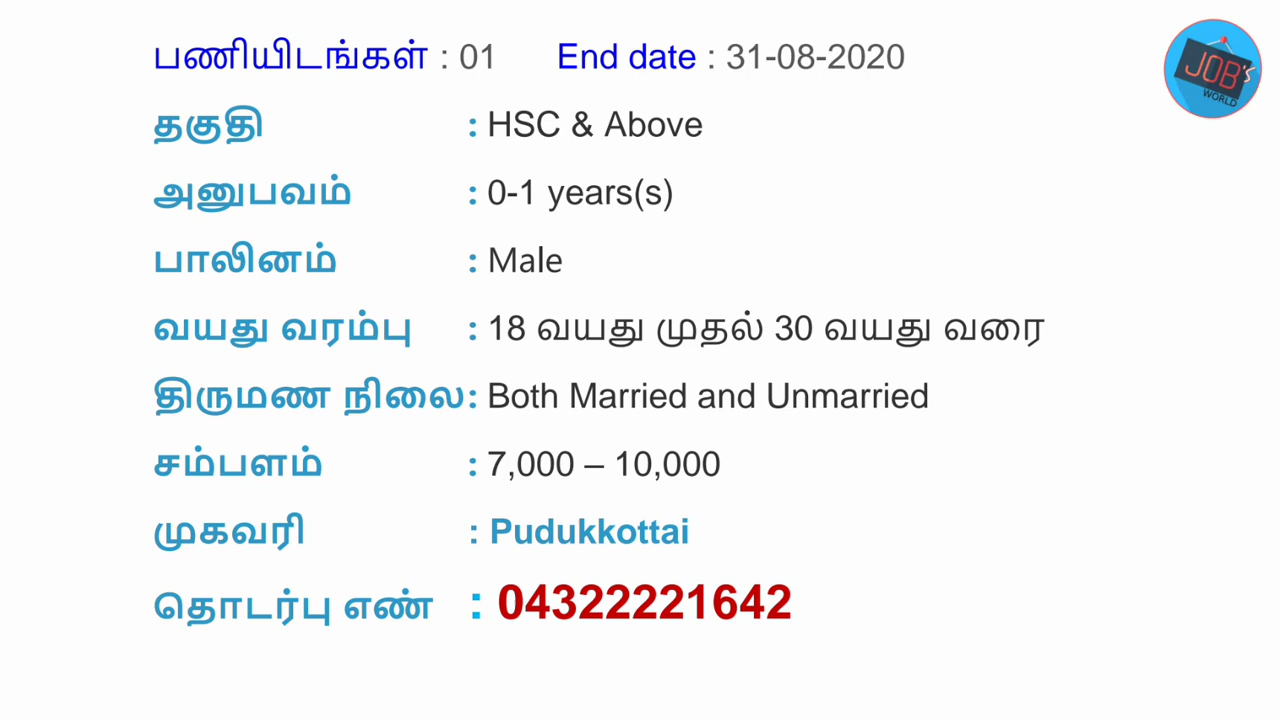 பணியிடங்கள் : 01 End date : 31-08-2020
JOB'S
WORLD
தகுதி : HSC & Above
அனுபவம் : 0-1 years(s)
பாலினம் : Male
வயது வரம்பு : 18 வயது முதல் 30 வயது வரை
திருமண நிலை : Both Married and Unmarried
சம்பளம் : 7,000 – 10,000
முகவரி : Pudukkottai
தொடர்பு எண் : 04322221642